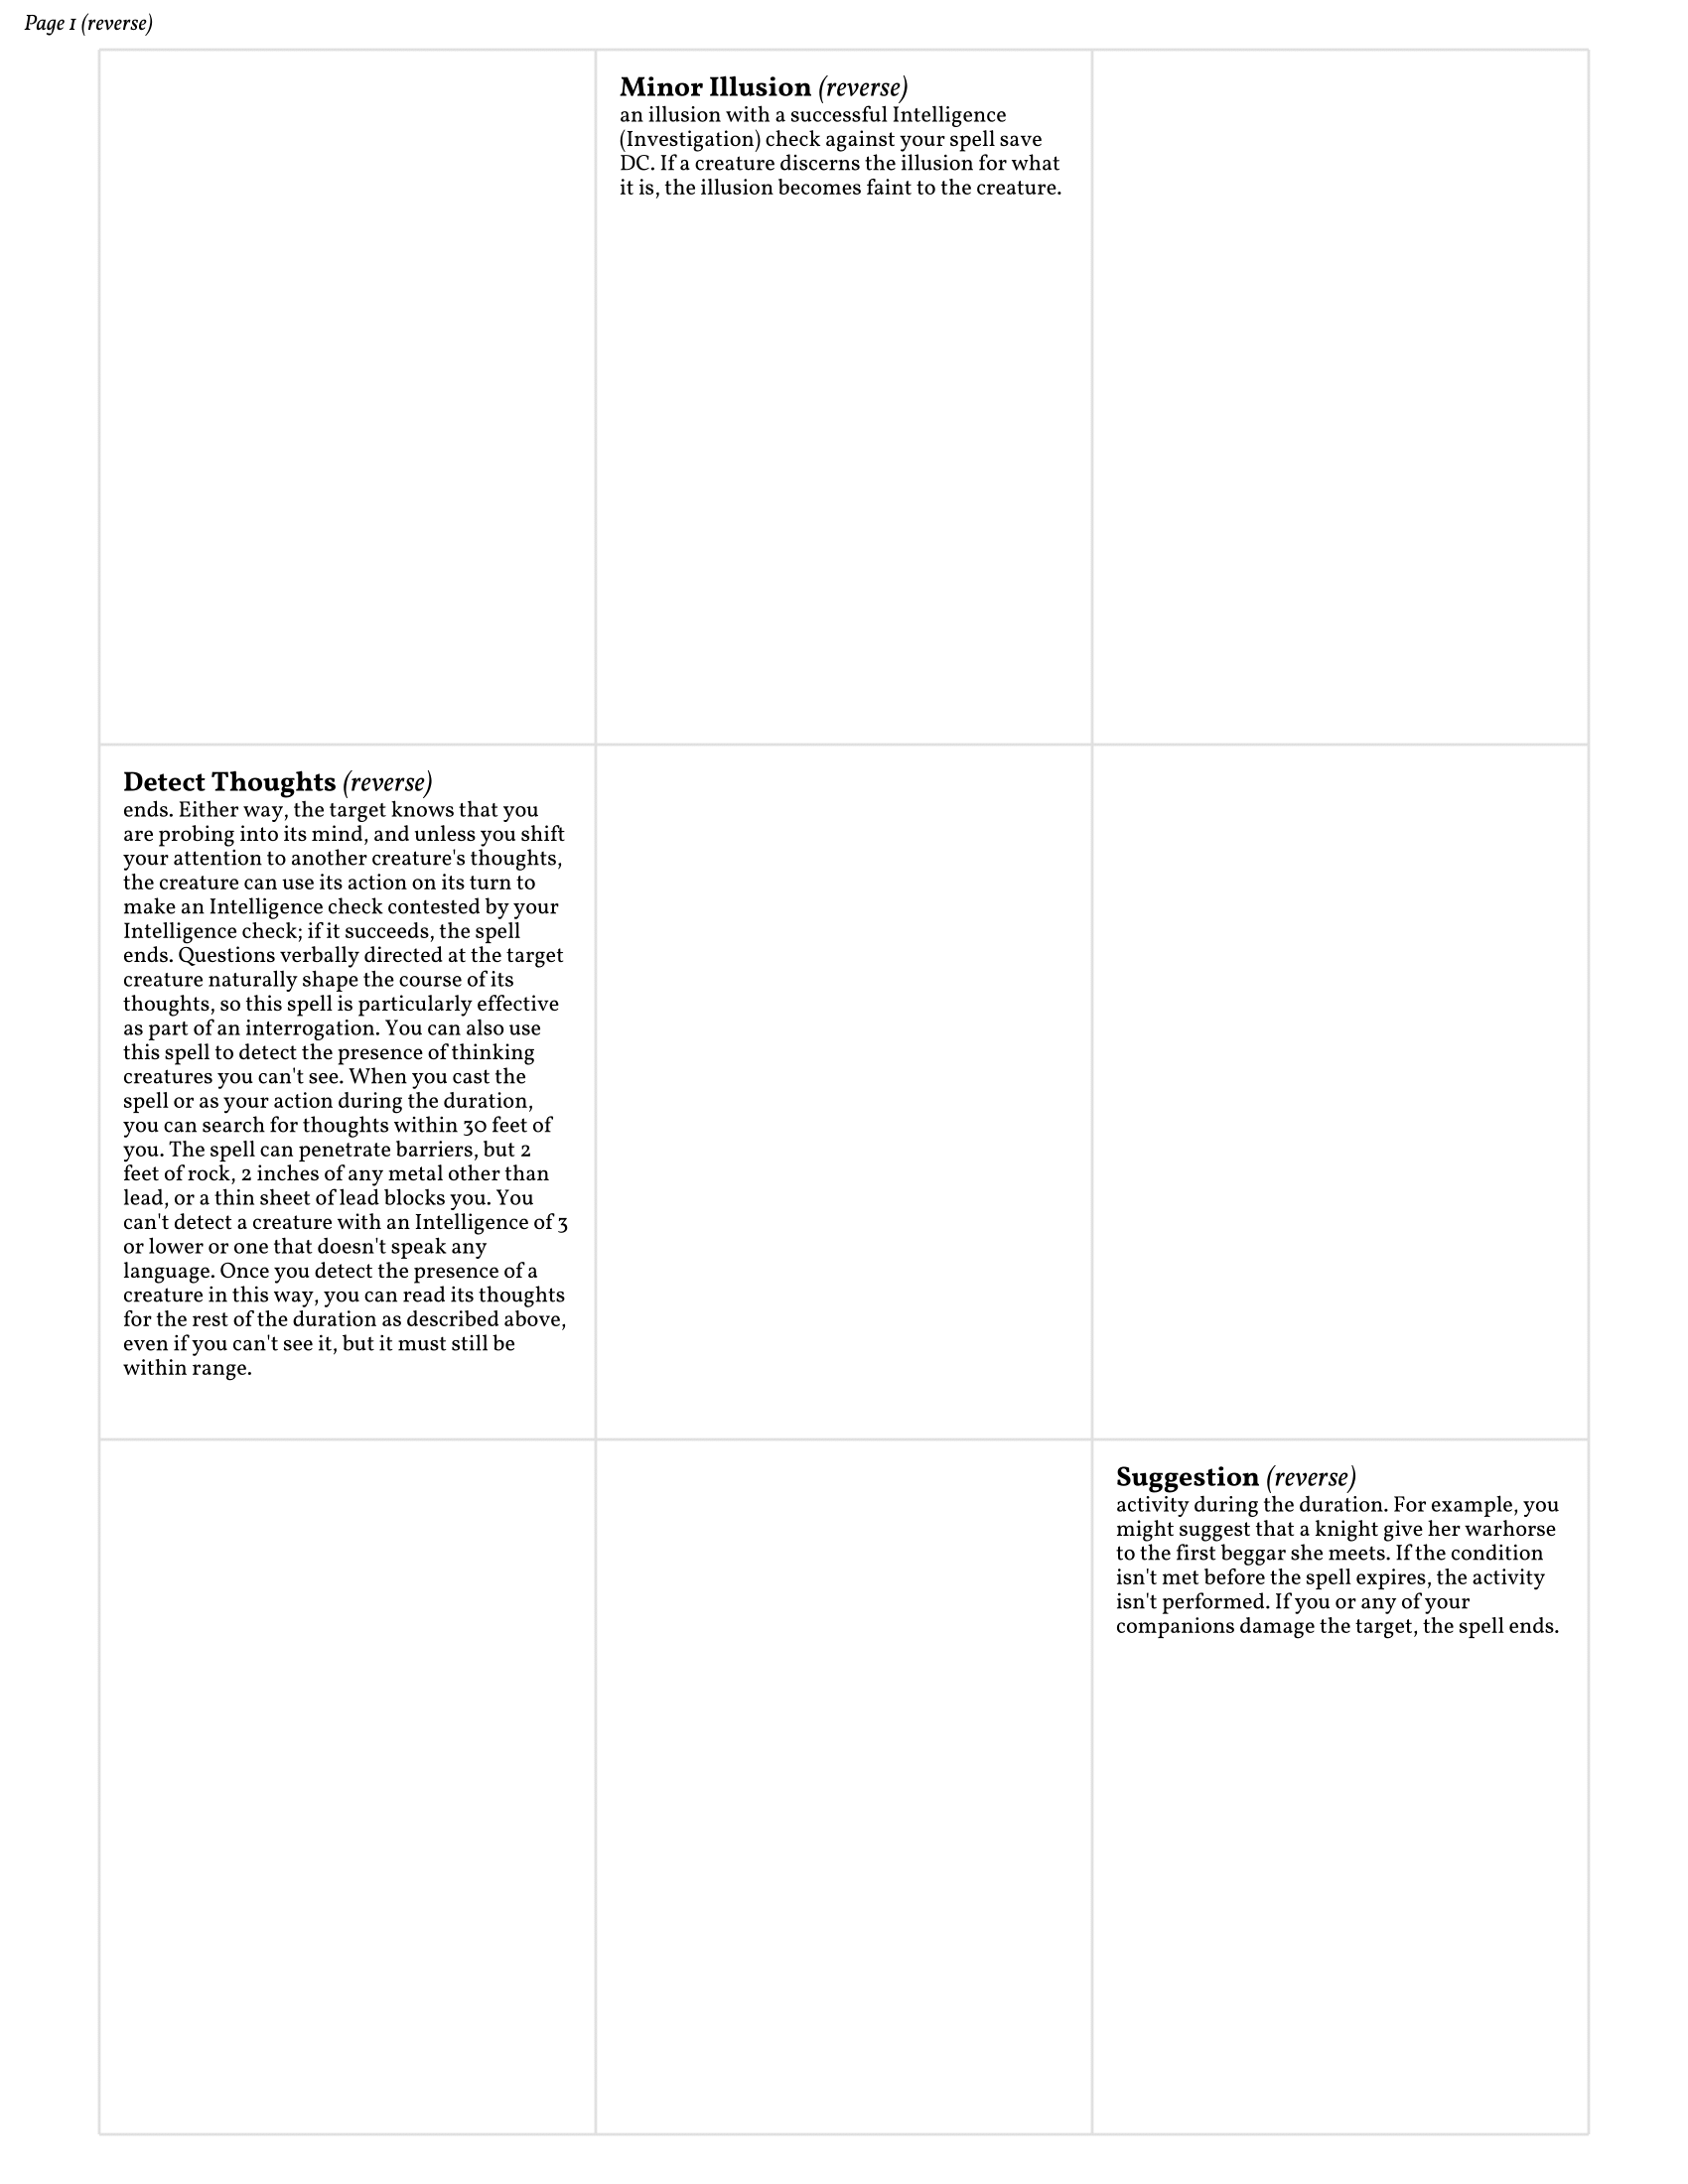 Page 1 (reverse)
Minor Illusion (reverse)
an illusion with a successful Intelligence
(Investigation) check against your spell save
DC. If a creature discerns the illusion for what
it is, the illusion becomes faint to the creature.
Detect Thoughts (reverse)
ends. Either way, the target knows that you
are probing into its mind, and unless you shift
your attention to another creature's thoughts,
the creature can use its action on its turn to
make an Intelligence check contested by your
Intelligence check; if it succeeds, the spell
ends. Questions verbally directed at the target
creature naturally shape the course of its
thoughts, so this spell is particularly effective
as part of an interrogation. You can also use
this spell to detect the presence of thinking
creatures you can't see. When you cast the
spell or as your action during the duration,
you can search for thoughts within 30 feet of
you. The spell can penetrate barriers, but 2
feet of rock, 2 inches of any metal other than
lead, or a thin sheet of lead blocks you. You
can't detect a creature with an Intelligence of 3
or lower or one that doesn't speak any
language. Once you detect the presence of a
creature in this way, you can read its thoughts
for the rest of the duration as described above,
even if you can't see it, but it must still be
within range.
Suggestion (reverse)
activity during the duration. For example, you
might suggest that a knight give her warhorse
to the first beggar she meets. If the condition
isn't met before the spell expires, the activity
isn't performed. If you or any of your
companions damage the target, the spell ends.